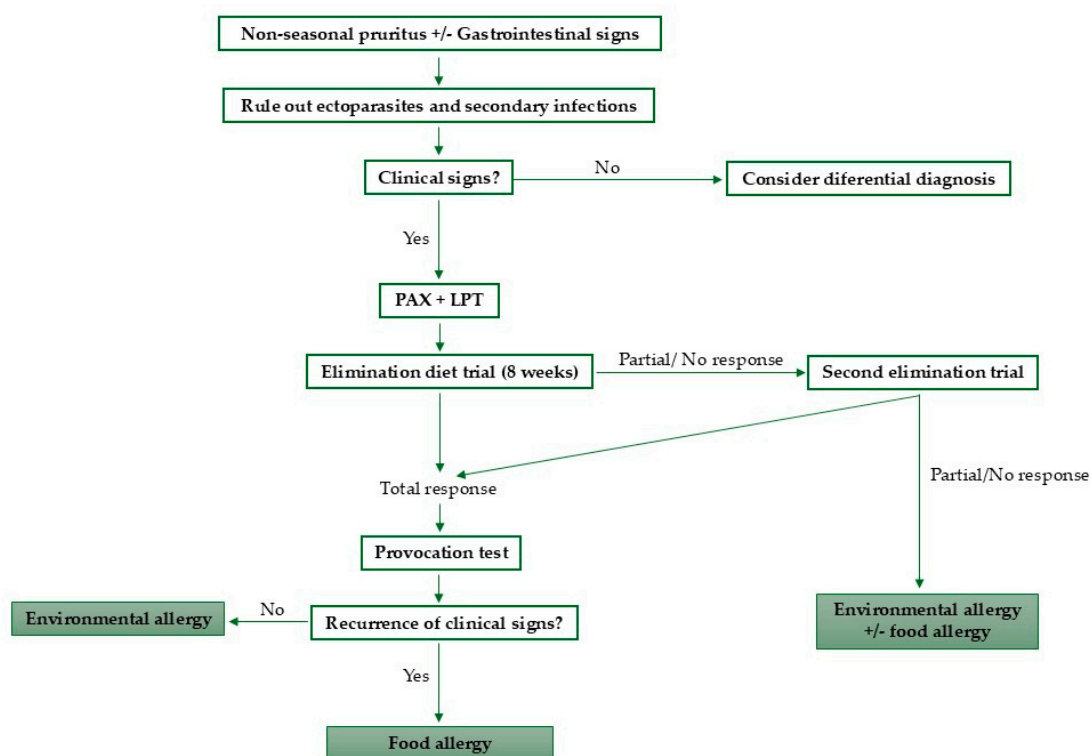 Non-seasonal pruritus +/- Gastrointestinal signs
Rule out ectoparasites and secondary infections
Clinical signs?
No
Consider diferential diagnosis
Yes
PAX + LPT
Elimination diet trial (8 weeks)
Partial/ No response
Second elimination trial
Total response
Partial/No response
Provocation test
Environmental allergy
No
Recurrence of clinical signs?
Environmental allergy
+/- food allergy
Yes
Food allergy